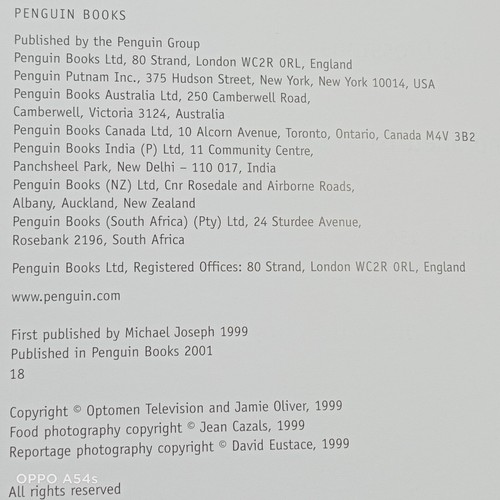 PENGUIN BOOKS
Published by the Penguin Group
Penguin Books Ltd, 80 Strand, London WC2R 0RL, England
Penguin Putnam Inc., 375 Hudson Street, New York, New York 10014, USA
Penguin Books Australia Ltd, 250 Camberwell Road,
Camberwell, Victoria 3124, Australia
Penguin Books Canada Ltd, 10 Alcorn Avenue, Toronto, Ontario, Canada M4V 3B2
Penguin Books India (P) Ltd, 11 Community Centre,
Panchsheel Park, New Delhi – 110 017, India
Penguin Books (NZ) Ltd, Cnr Rosedale and Airborne Roads,
Albany, Auckland, New Zealand
Penguin Books (South Africa) (Pty) Ltd, 24 Sturdee Avenue,
Rosebank 2196, South Africa
Penguin Books Ltd, Registered Offices: 80 Strand, London WC2R 0RL, England
www.penguin.com
First published by Michael Joseph 1999
Published in Penguin Books 2001
18
Copyright © Optomen Television and Jamie Oliver, 1999
Food photography copyright © Jean Cazals, 1999
Reportage photography copyright © David Eustace, 1999
OPPO A54s
All rights reserved